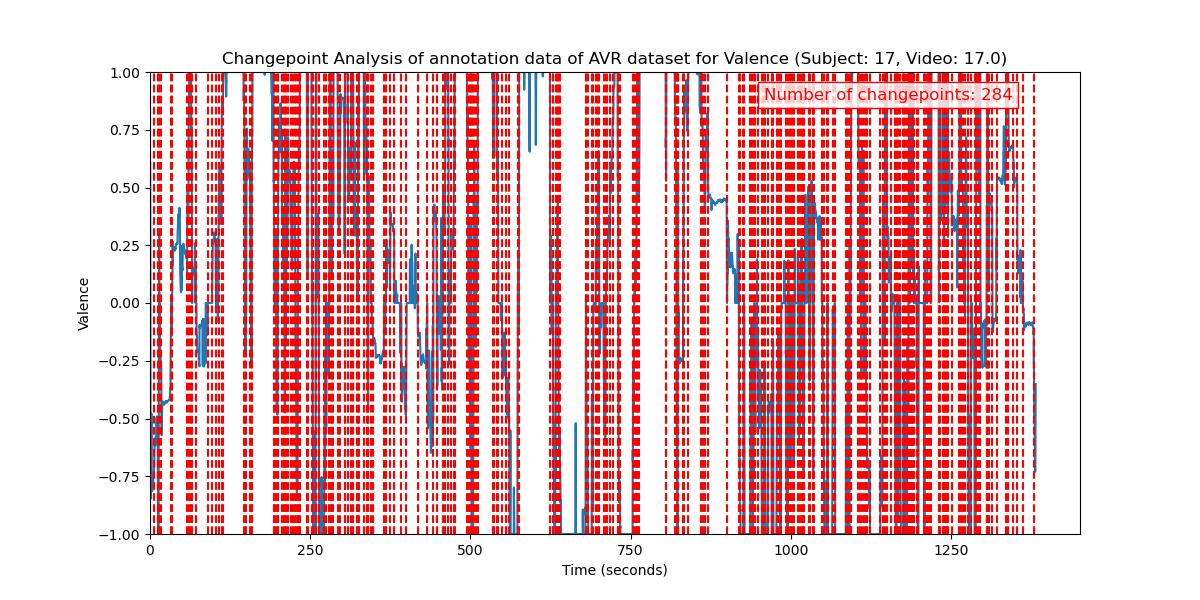 Changepoint Analysis of annotation data of AVR dataset for Valence (Subject: 17, Video: 17.0)
Number of changepoints: 284
1.00
0.75
0.50
0.25
0.00
−0.25
−0.50
−0.75
−1.00
Valence
0 250 500 750 1000 1250
Time (seconds)